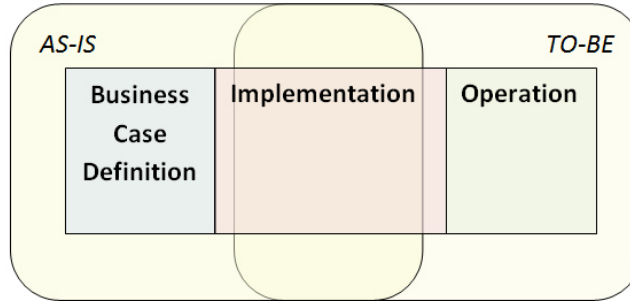 AS-IS
TO-BE
Business
Case
Definition
Implementation
Operation